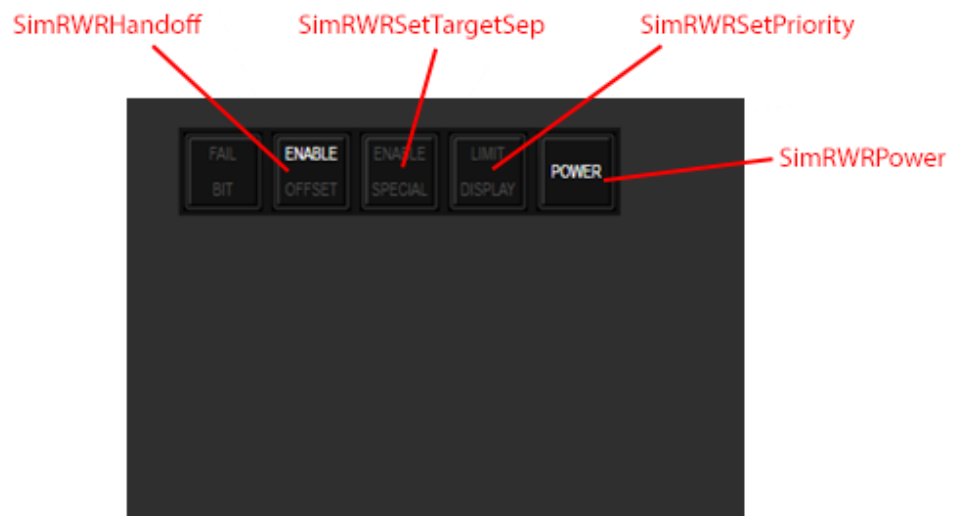 SimRWRHandoff SimRWRSetTargetSep SimRWRSetPriority
SimRWRPower
FAIL ENABLE ENABLE LIMIT POWER
BIT OFFSET SPECIAL DISPLAY